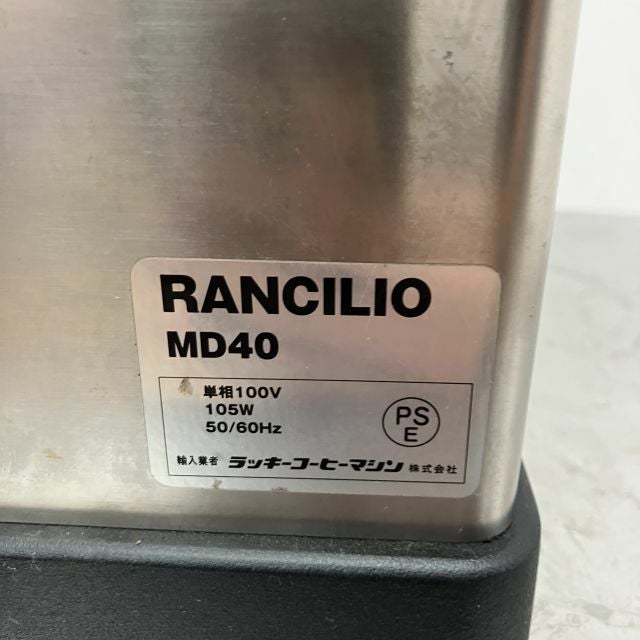 RANCILIO
MD40
単相100V
105W
50/60Hz
PS
E
輸入業者 ラッキーコーヒーマシン 株式会社